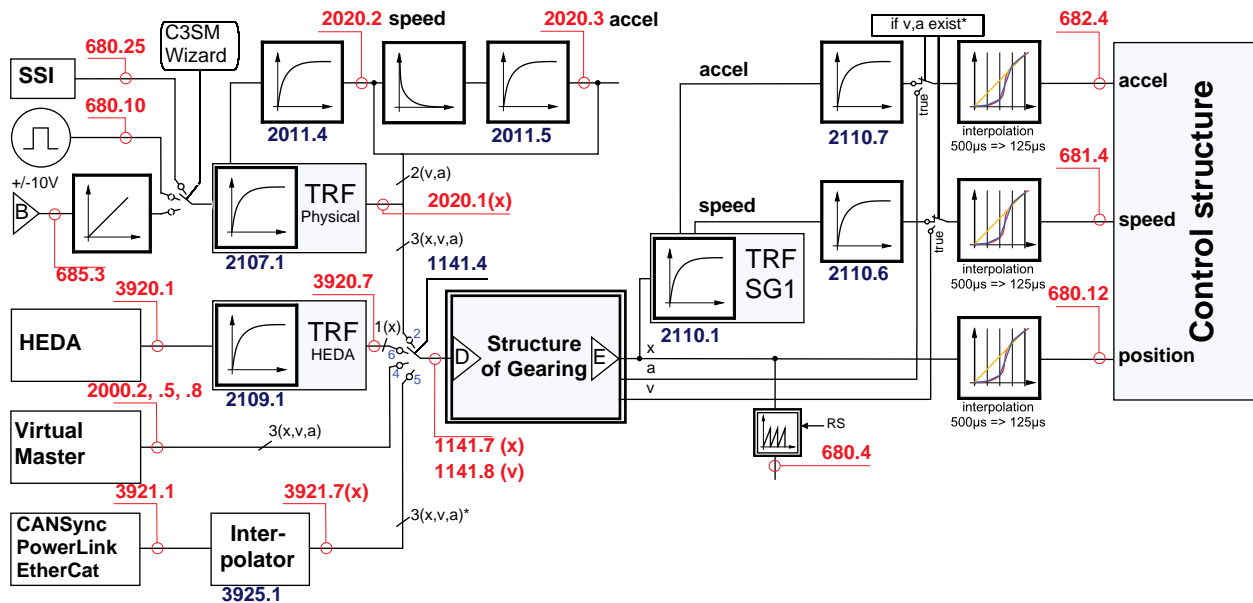 2020.2 speed
2020.3 accel
680.25
C3SM
Wizard
SSI
680.10
2011.4
2011.5
+/-10V
B
685.3
TRF
Physical
2107.1
2(v,a)
2020.1(x)
3(x,v,a)
1141.4
if v,a exist*
682.4
accel
2110.7
true
interpolation
500µs => 125µs
accel
681.4
speed
2110.6
true
interpolation
500µs => 125µs
speed
Control structure
TRF
SG1
2110.1
680.12
3920.1
3920.7
HEDA
TRF
HEDA
2109.1
1(x)
2
6
4
5
D
Structure
of Gearing
E
x
a
v
position
interpolation
500µs => 125µs
RS
680.4
2000.2, .5, .8
Virtual
Master
3(x,v,a)
1141.7 (x)
1141.8 (v)
3921.1
3921.7(x)
CANSync
PowerLink
EtherCat
Inter-
polator
3925.1
3(x,v,a)*